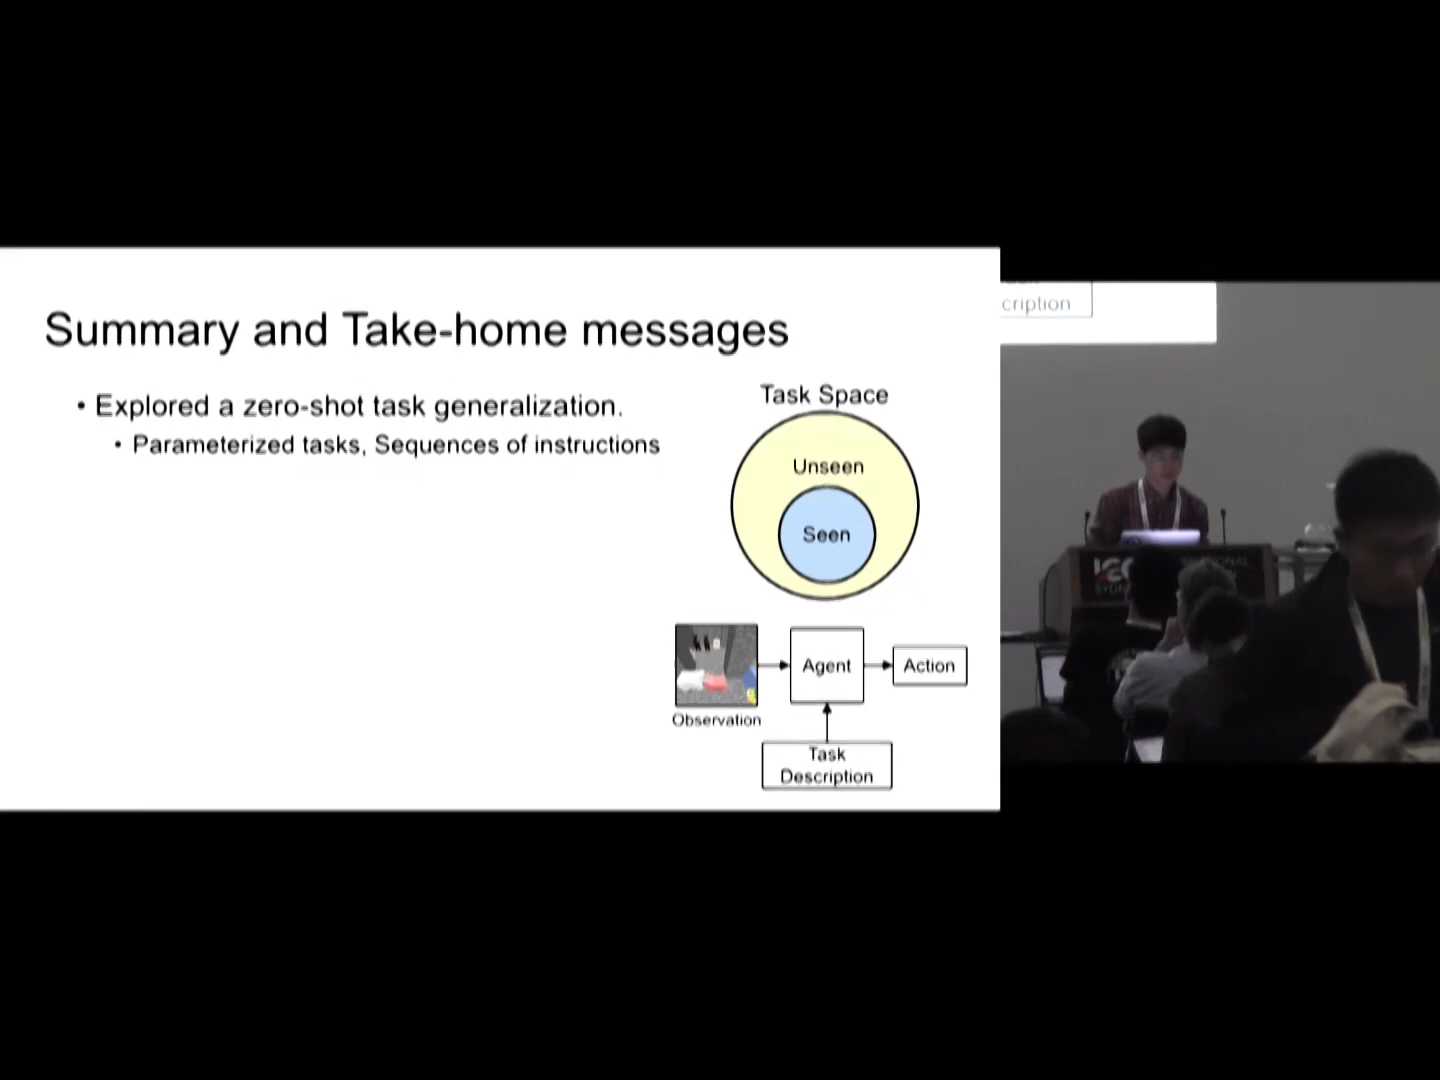 Summary and Take-home messages
• Explored a zero-shot task generalization.
• Parameterized tasks, Sequences of instructions
Task Space
Unseen
Seen
Observation
Agent
Action
Task
Description
cription